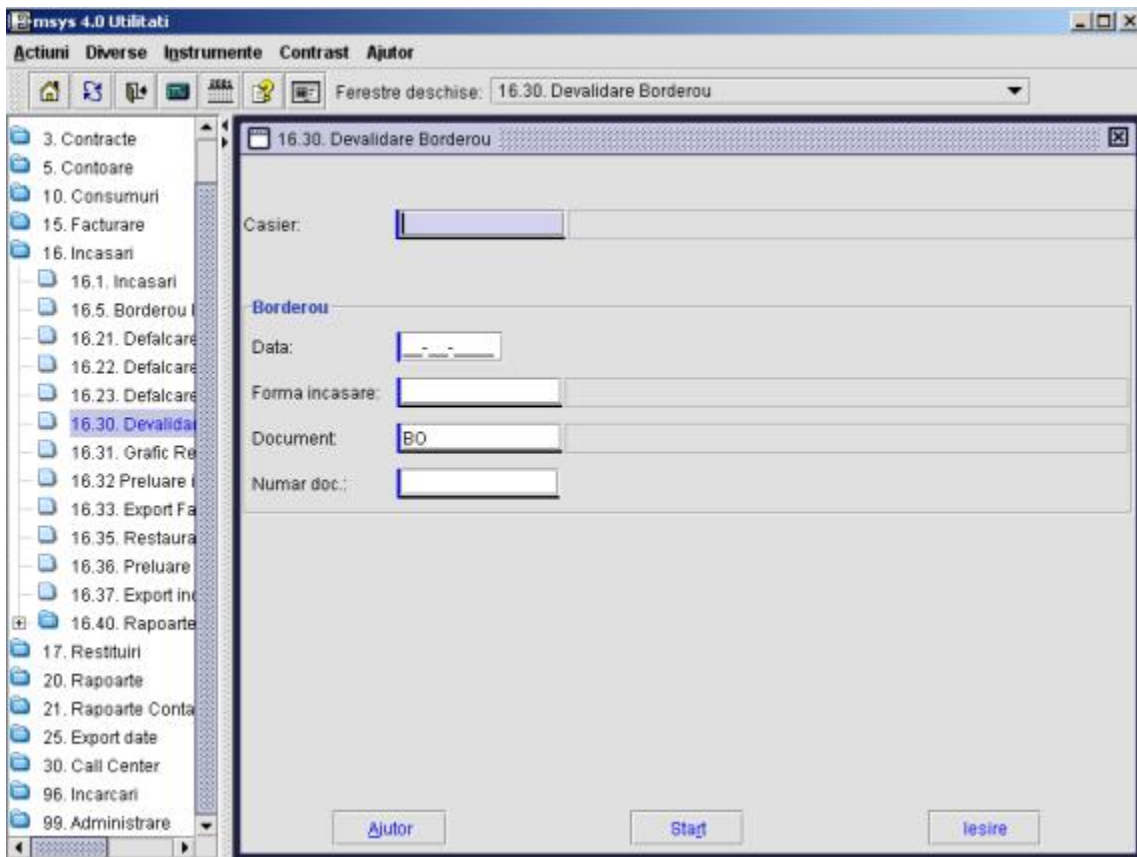 msys 4.0 Utilitati
Actiuni Diverse Instrumente Contrast Ajutor
Ferestre deschise: 16.30. Devalidare Borderou
3. Contracte
5. Contoare
10. Consumuri
15. Facturare
16. Incasari
16.1. Incasari
16.5. Borderou I
16.21. Defalcare
16.22. Defalcare
16.23. Defalcare
16.30. Devalidar
16.31. Grafic Re
16.32 Preluare i
16.33. Export Fa
16.35. Restaura
16.36. Preluare
16.37. Export inc
16.40. Rapoarte
17. Restituiri
20. Rapoarte
21. Rapoarte Conta
25. Export date
30. Call Center
96. Incarcari
99. Administrare
16.30. Devalidare Borderou
Casier:
Borderou
Data: __-__-____
Forma incasare:
Document: BO
Numar doc.:
Ajutor Start Iesire